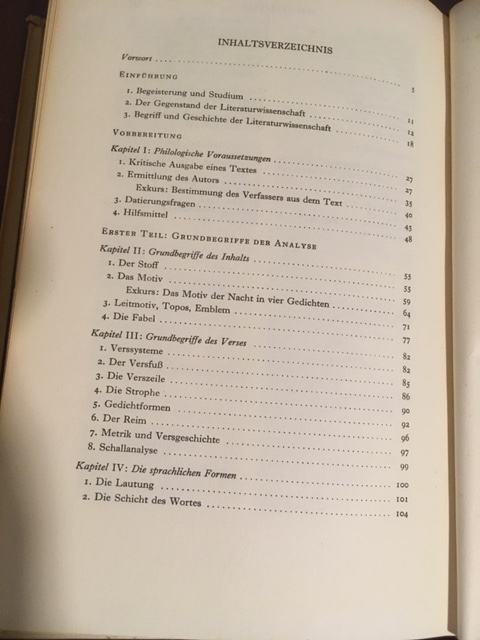 INHALTSVERZEICHNIS
Vorwort 5
EINFÜHRUNG
1. Begeisterung und Studium 11
2. Der Gegenstand der Literaturwissenschaft 12
3. Begriff und Geschichte der Literaturwissenschaft 18
VORBEREITUNG
Kapitel I: Philologische Voraussetzungen 27
1. Kritische Ausgabe eines Textes 27
2. Ermittlung des Autors 35
Exkurs: Bestimmung des Verfassers aus dem Text 40
3. Datierungsfragen 45
4. Hilfsmittel 48
ERSTER TEIL: GRUNDBEGRIFFE DER ANALYSE
Kapitel II: Grundbegriffe des Inhalts 55
1. Der Stoff 55
2. Das Motiv 59
Exkurs: Das Motiv der Nacht in vier Gedichten 64
3. Leitmotiv, Topos, Emblem 71
4. Die Fabel 77
Kapitel III: Grundbegriffe des Verses 82
1. Verssysteme 82
2. Der Versfuß 85
3. Die Verszeile 86
4. Die Strophe 90
5. Gedichtformen 92
6. Der Reim 96
7. Metrik und Versgeschichte 97
8. Schallanalyse 99
Kapitel IV: Die sprachlichen Formen 100
1. Die Lautung 101
2. Die Schicht des Wortes 104